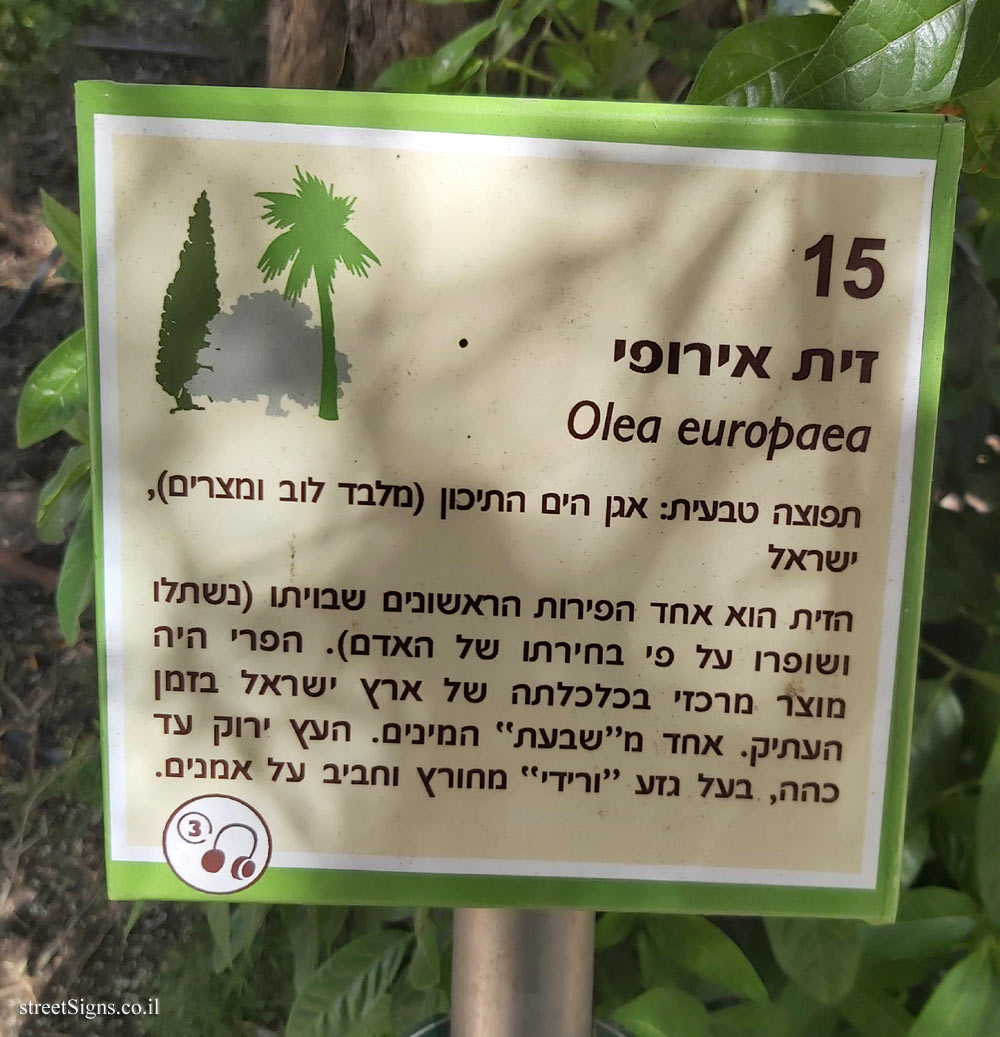 15
זית אירופי
Olea europaea
תפוצה טבעית: אגן הים התיכון (מלבד לוב ומצרים),
ישראל
הזית הוא אחד הפירות הראשונים שבויתו (נשתלו
ושופרו על פי בחירתו של האדם). הפרי היה
מוצר מרכזי בכלכלתה של ארץ ישראל בזמן
העתיק. אחד מ"שבעת" המינים. העץ ירוק עד
כהה, בעל גזע "ורידי" מחורץ וחביב על אמנים.
3
streetSigns.co.il